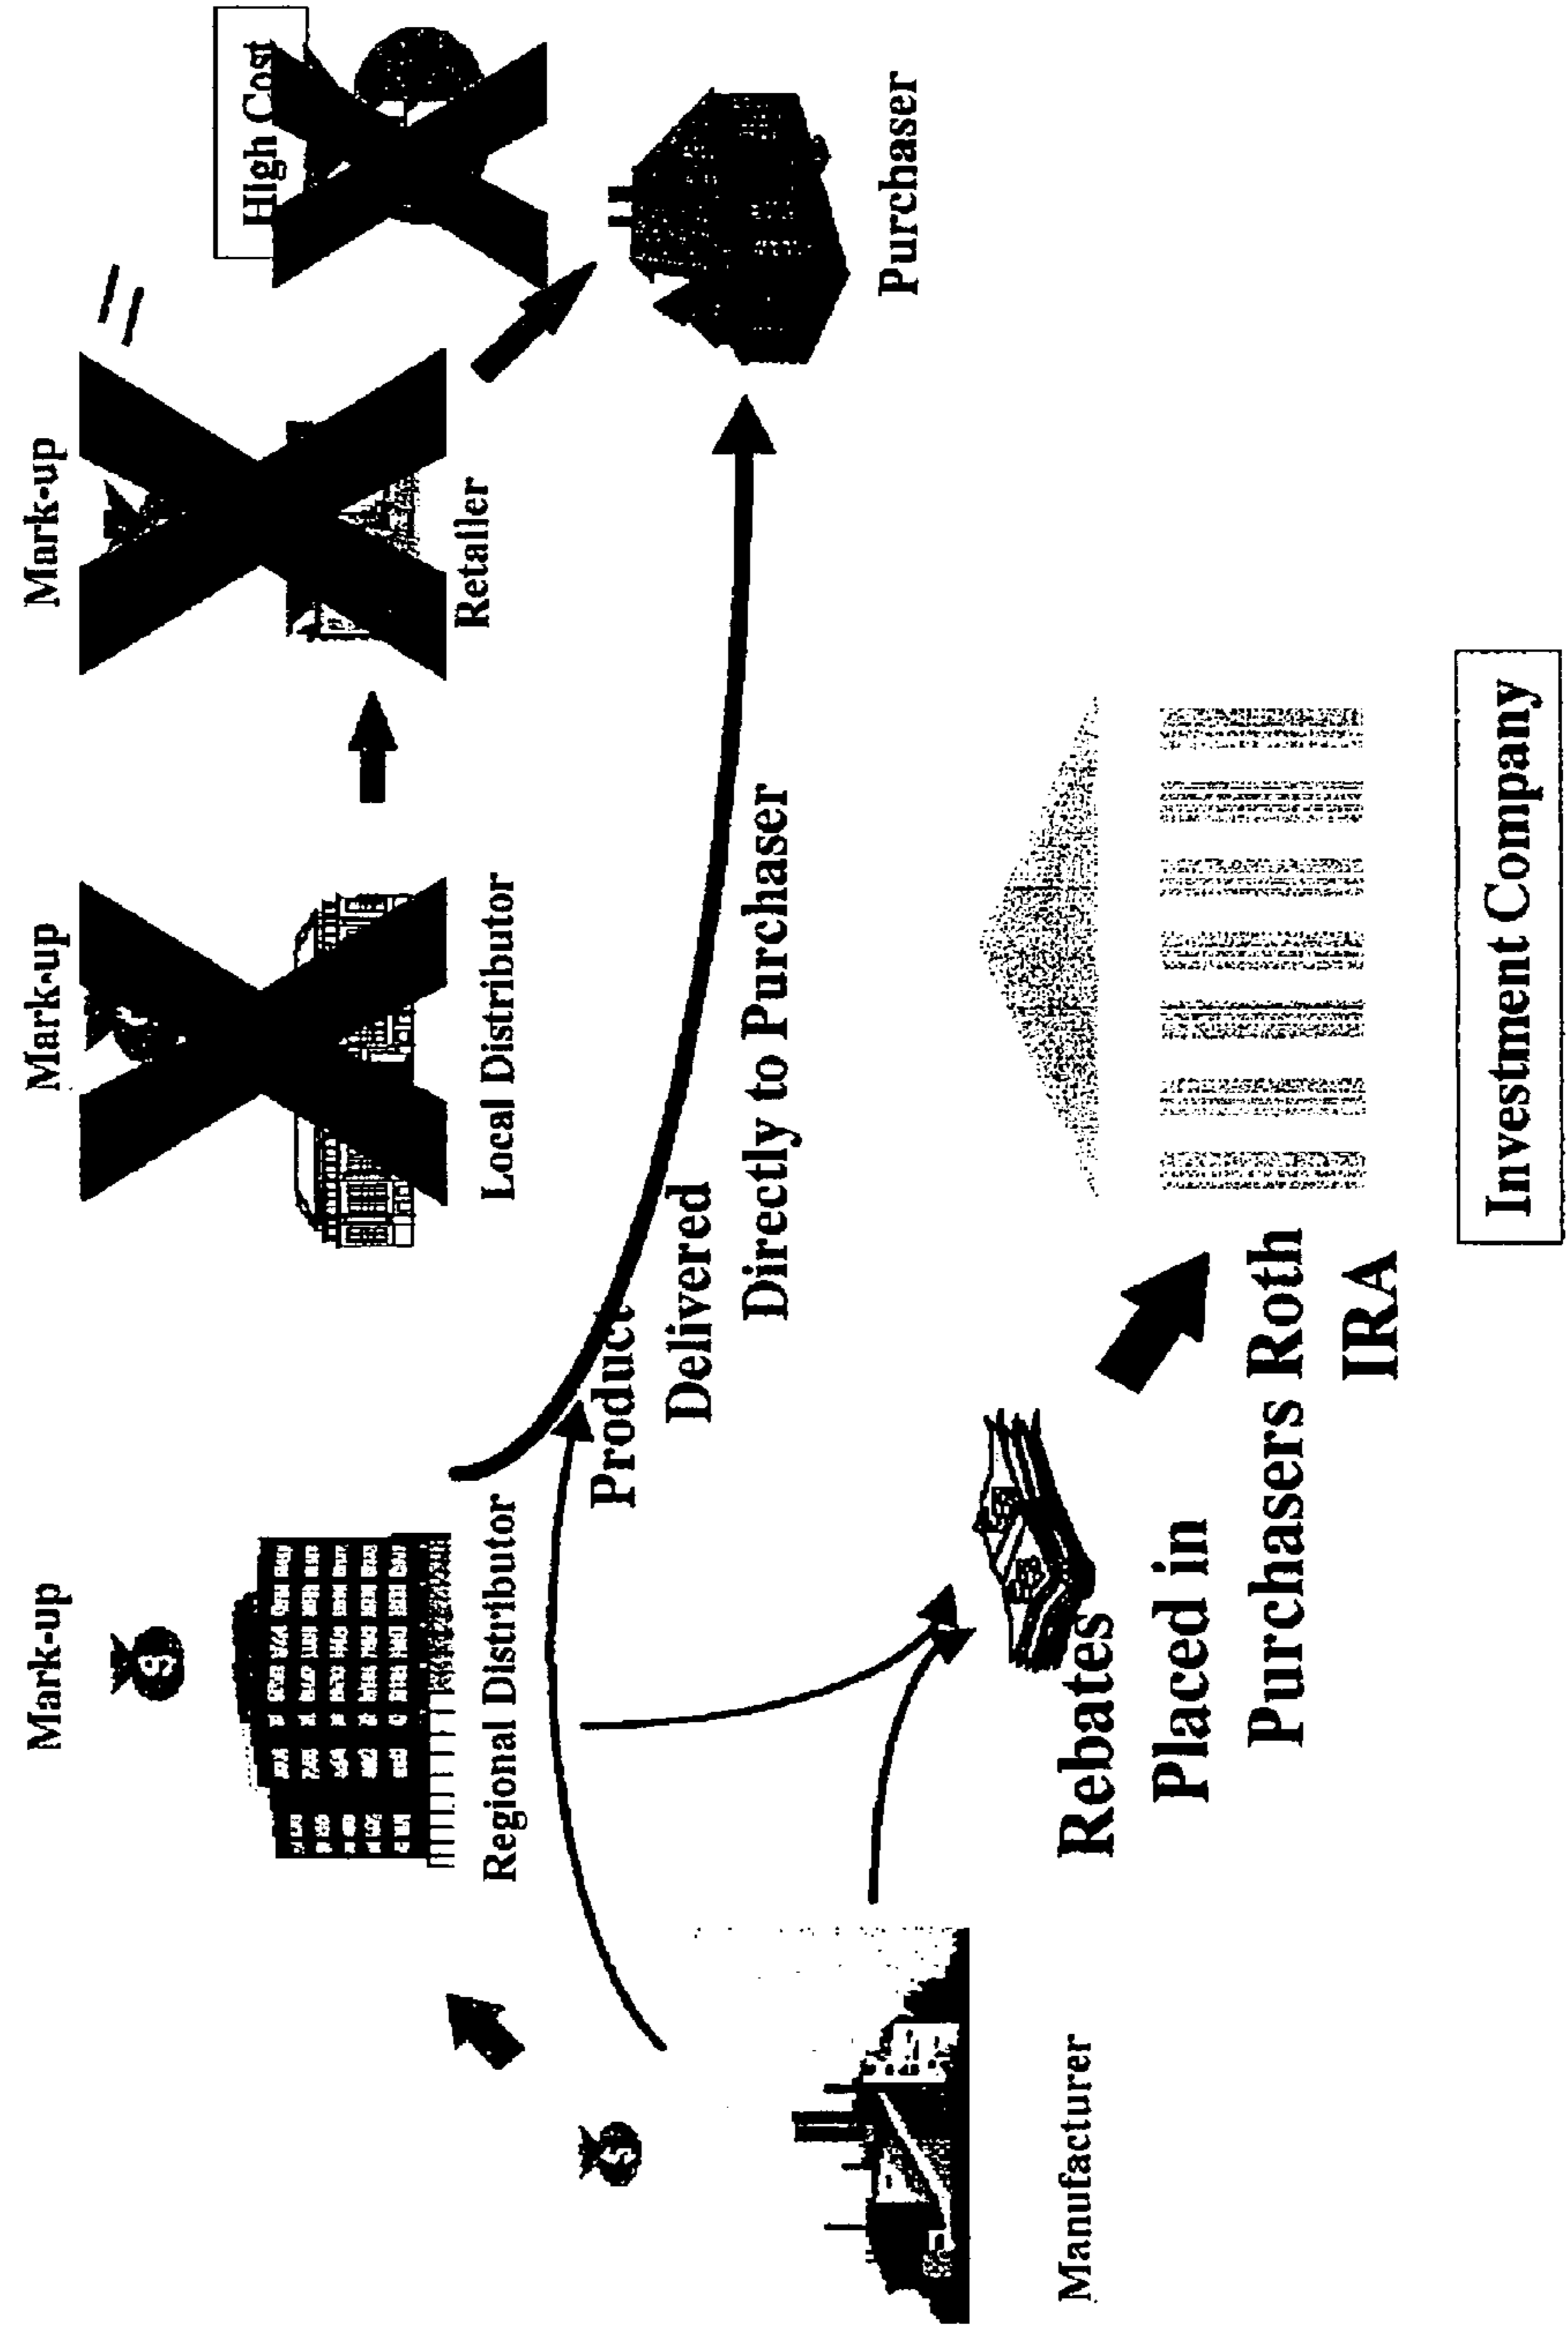 Mark-up
Mark-up
Mark-up
High Cost
$
Regional Distributor
Local Distributor
Retailer
$
Purchaser
Product
Delivered
Directly to Purchaser
Manufacturer
Rebates
Placed in
Purchasers Roth
IRA
Investment Company